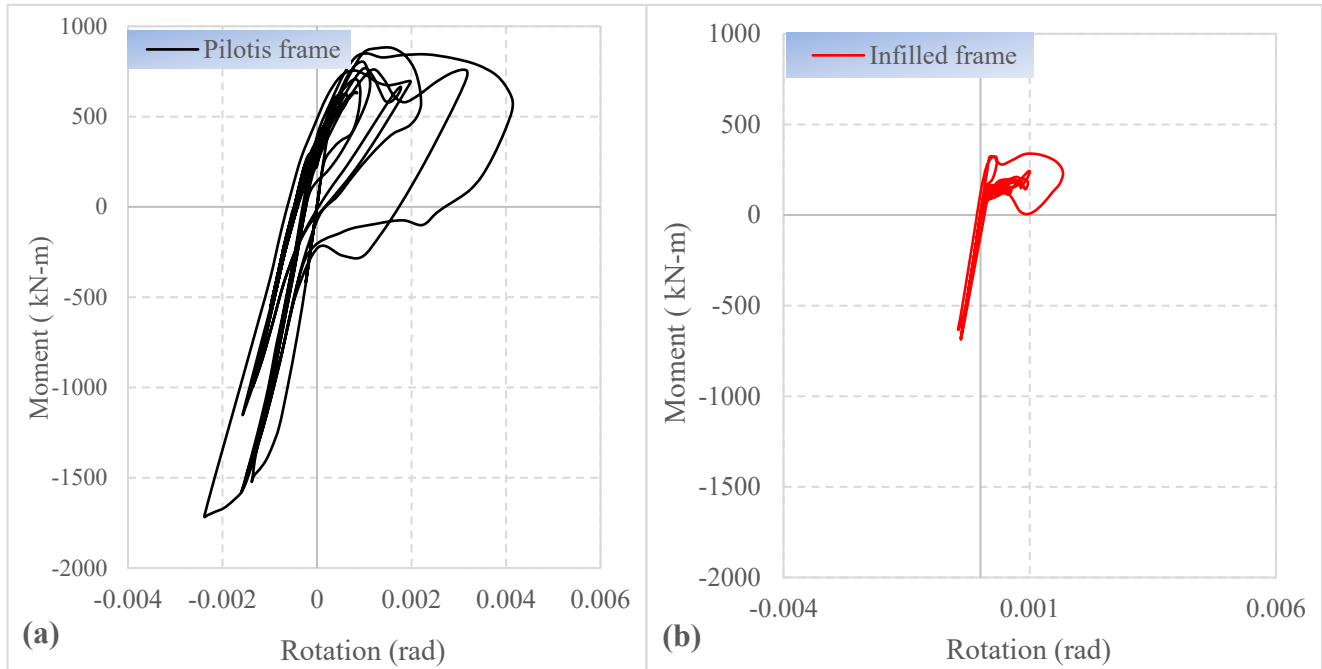 Pilotis frame
Moment ( kN-m)
1000
500
0
-500
-1000
-1500
-2000
-0.004 -0.002 0 0.002 0.004 0.006
Rotation (rad)
(a)
Infilled frame
Moment ( kN-m)
1000
500
0
-500
-1000
-1500
-2000
-0.004 0.001 0.006
Rotation (rad)
(b)